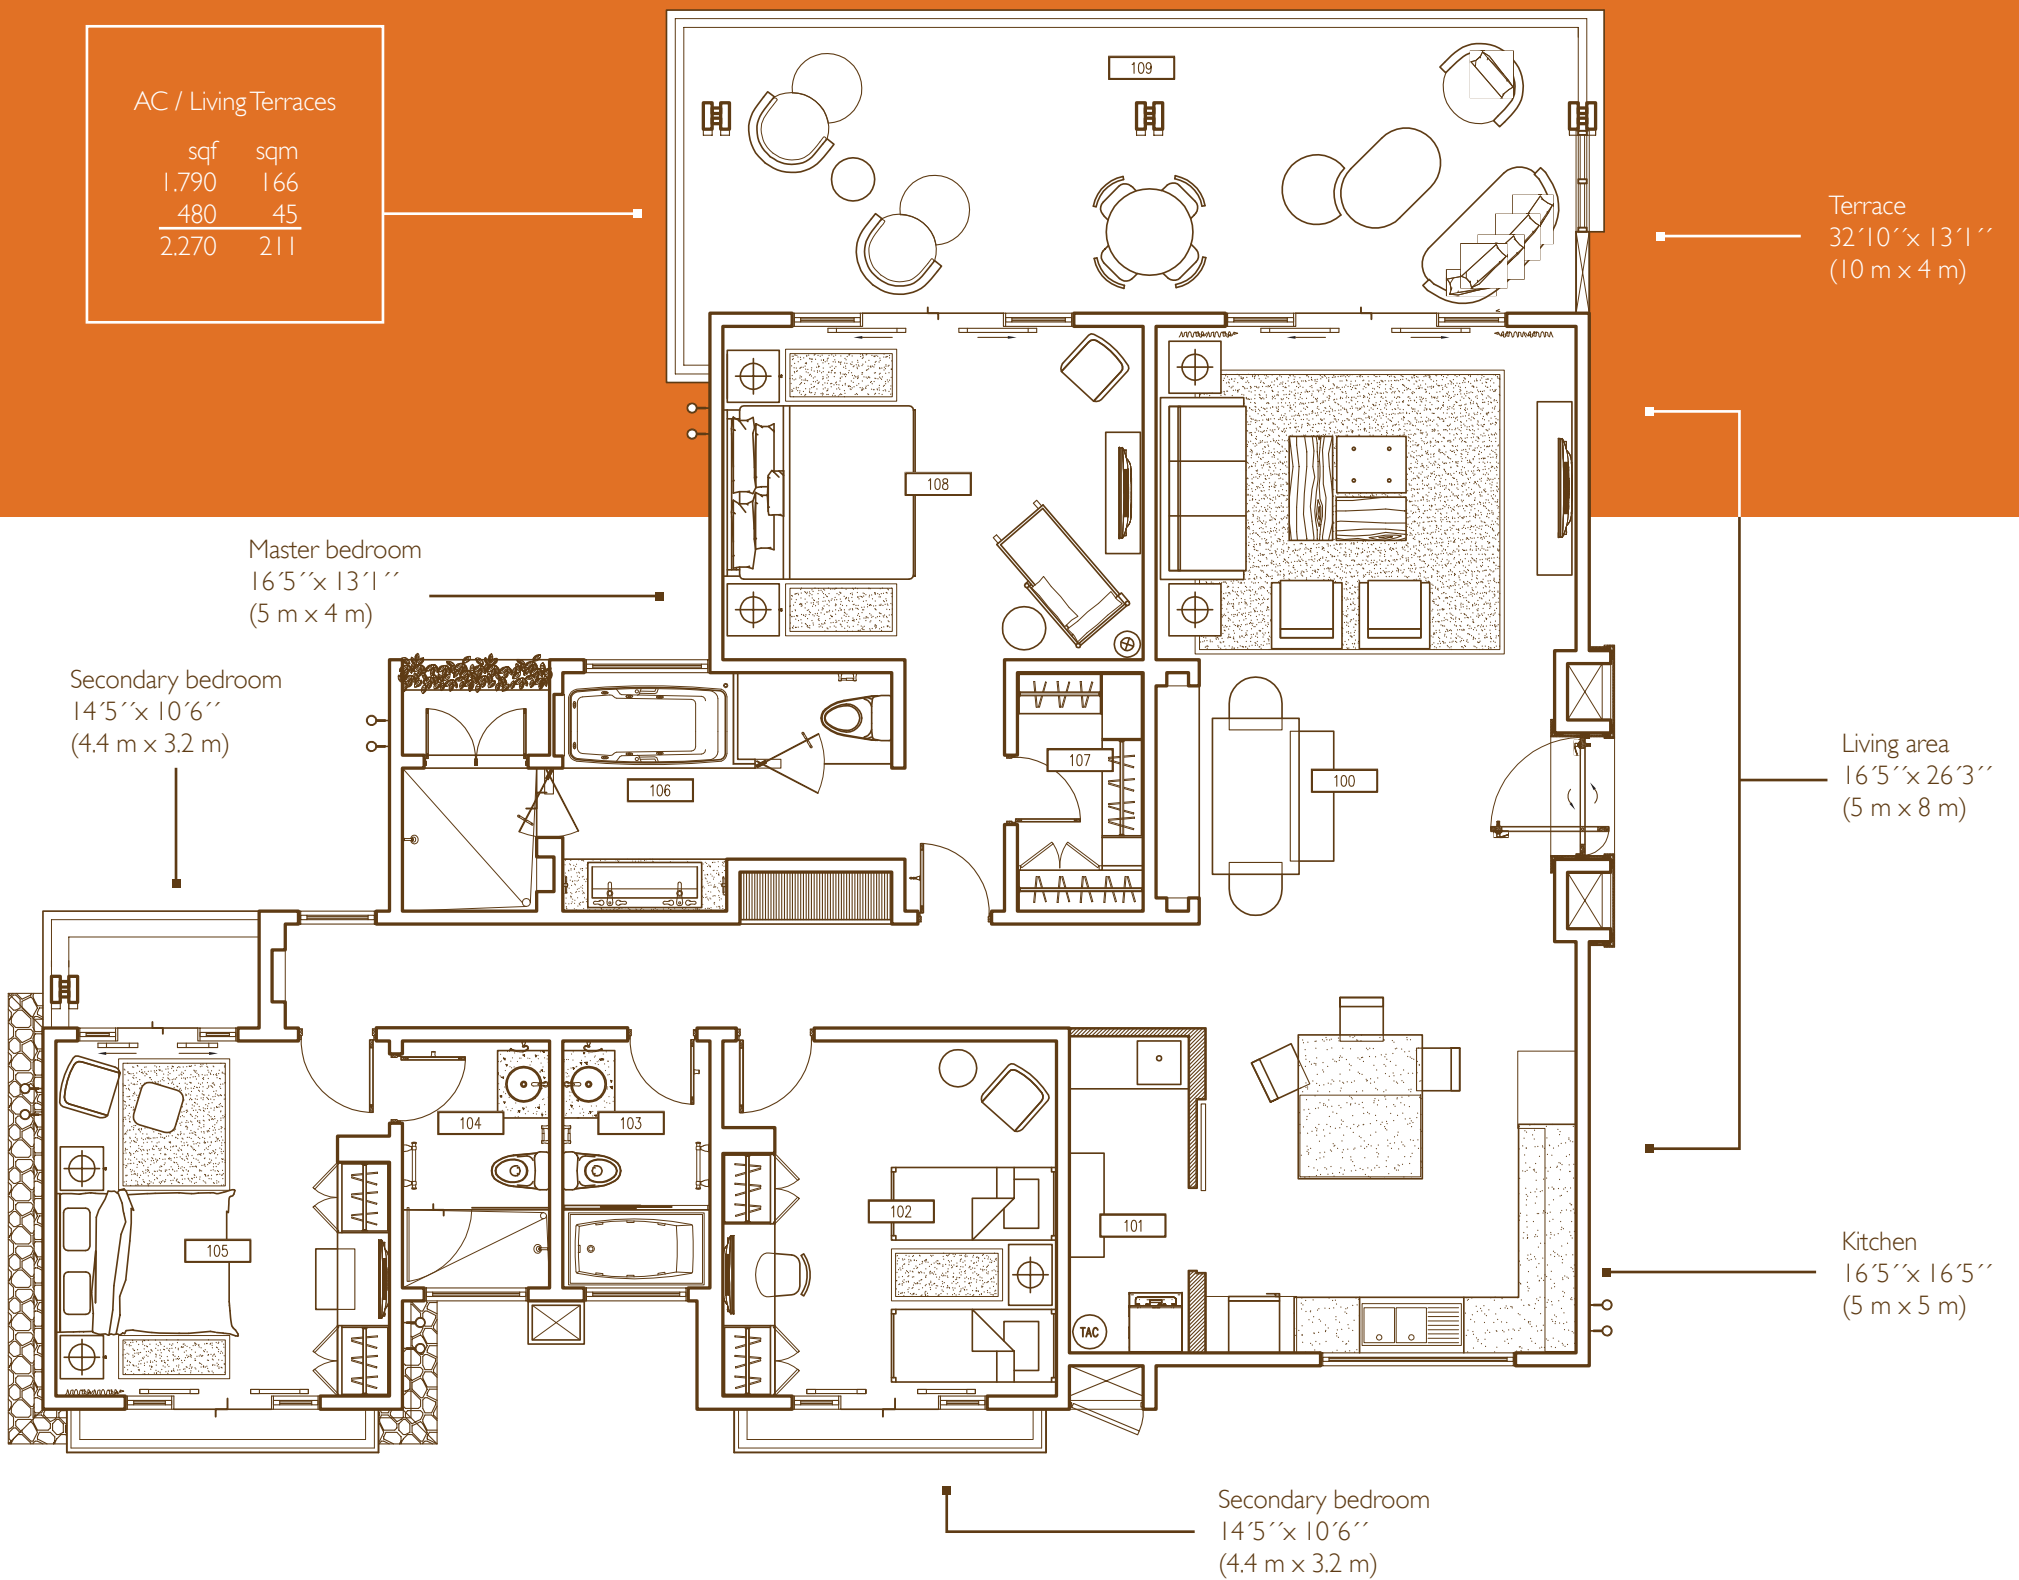 AC / Living Terraces
sqf sqm
1.790 166
480 45
2.270 211
109
Terrace
32´10´´x 13´1´´
(10 m x 4 m)
108
Master bedroom
16´5´´x 13´1´´
(5 m x 4 m)
Secondary bedroom
14´5´´x 10´6´´
(4.4 m x 3.2 m)
107
106
100
Living area
16´5´´x 26´3´´
(5 m x 8 m)
104
103
102
101
105
Kitchen
16´5´´x 16´5´´
(5 m x 5 m)
TAC
Secondary bedroom
14´5´´x 10´6´´
(4.4 m x 3.2 m)